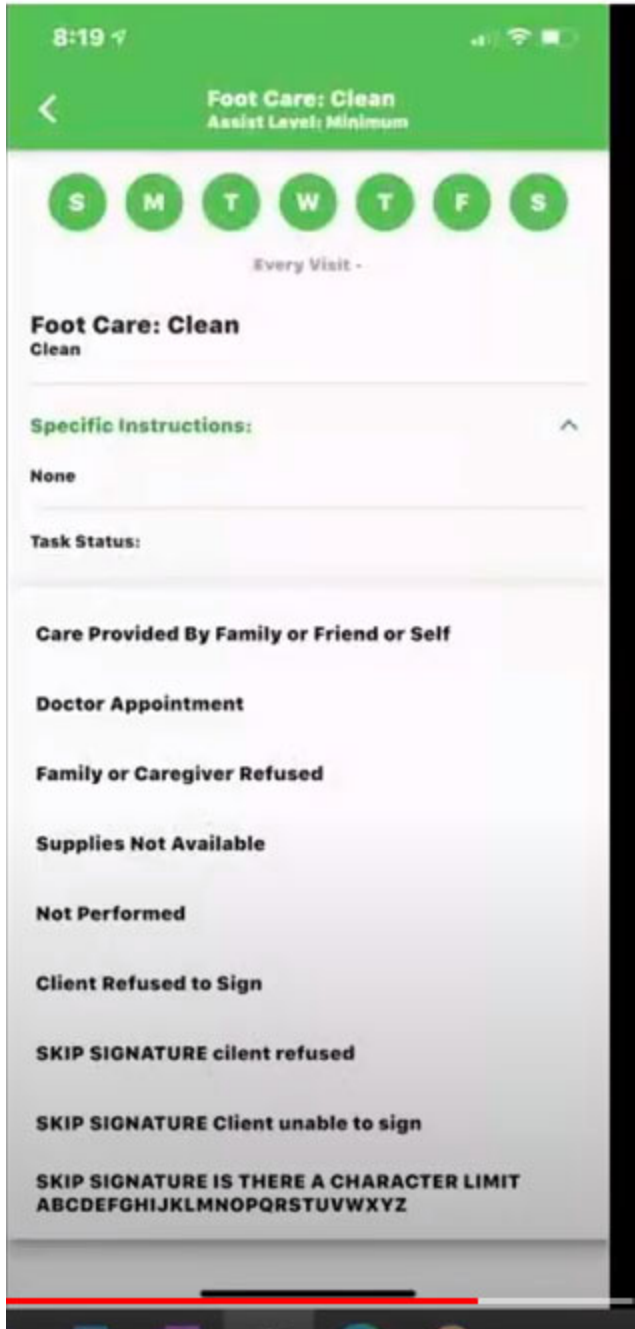 8:19
Foot Care: Clean
Assist Level: Minimum
S M T W T F S
Every Visit -
Foot Care: Clean
Clean
Specific Instructions:
None
Task Status:
Care Provided By Family or Friend or Self
Doctor Appointment
Family or Caregiver Refused
Supplies Not Available
Not Performed
Client Refused to Sign
SKIP SIGNATURE cilent refused
SKIP SIGNATURE Client unable to sign
SKIP SIGNATURE IS THERE A CHARACTER LIMIT
ABCDEFGHIJKLMNOPQRSTUVWXYZ